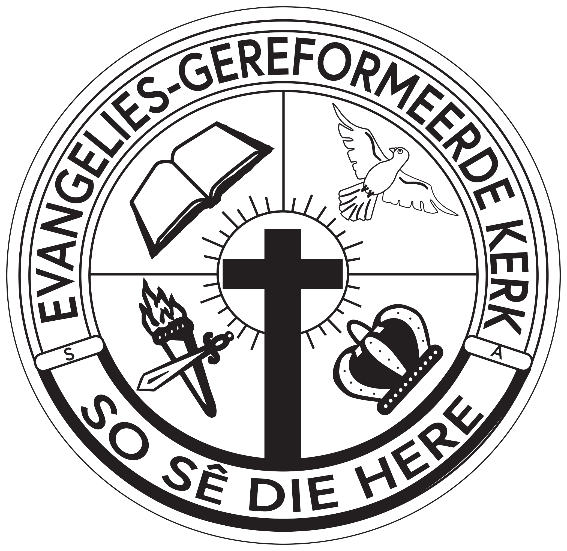 EVANGELIES-GEREFORMEERDE KERK
S A
SO SÊ DIE HERE